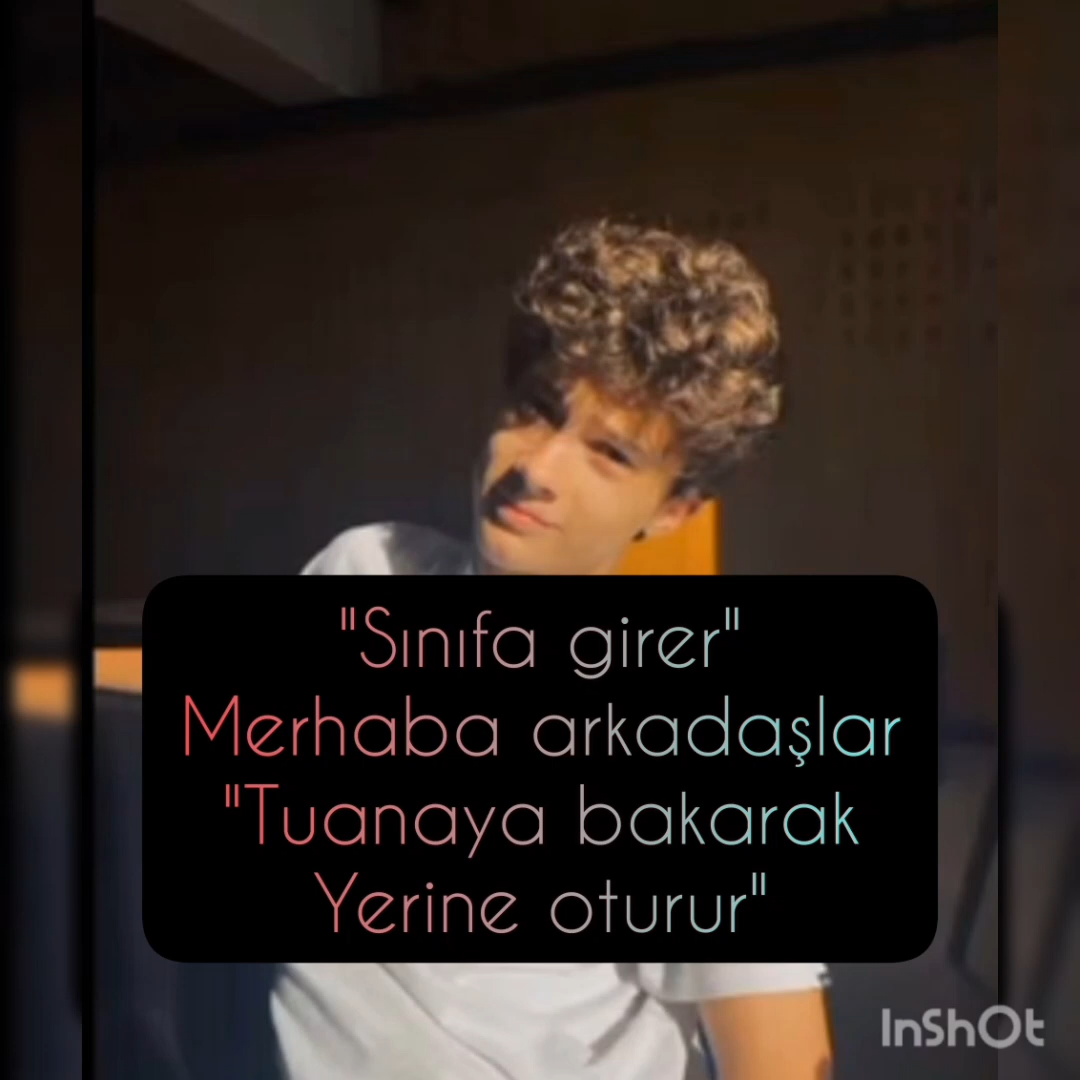 "Sınıfa girer"
Merhaba arkadaşlar
"Tuanaya bakarak
Yerine oturur"
InShOt